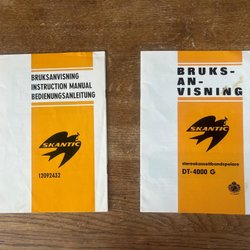 BRUKSANVISNING
INSTRUCTION MANUAL
BEDIENUNGSANLEITUNG
SKANTIC
12092432
BRUKS-
AN-
VISNING
SKANTIC
stereokassettbandspelare
DT-4000 G